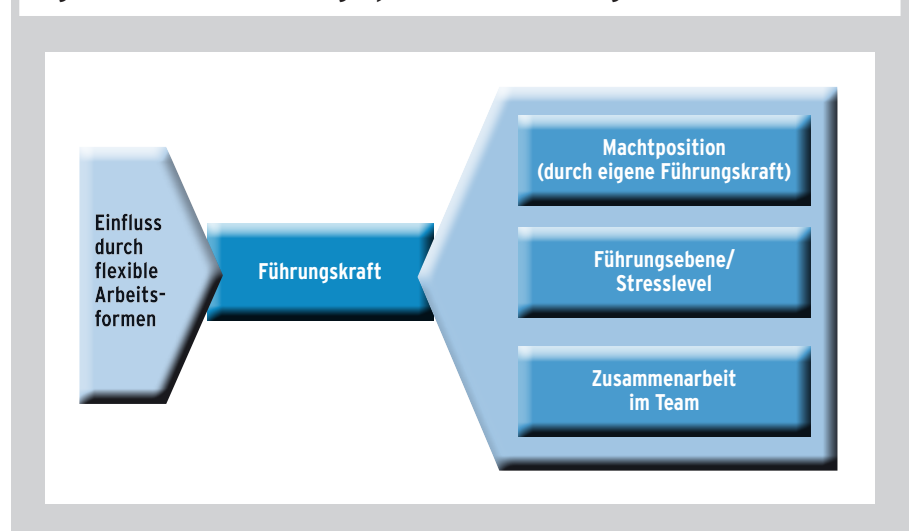 Einfluss
durch
flexible
Arbeits-
formen
Führungskraft
Machtposition
(durch eigene Führungskraft)
Führungsebene/
Stresslevel
Zusammenarbeit
im Team